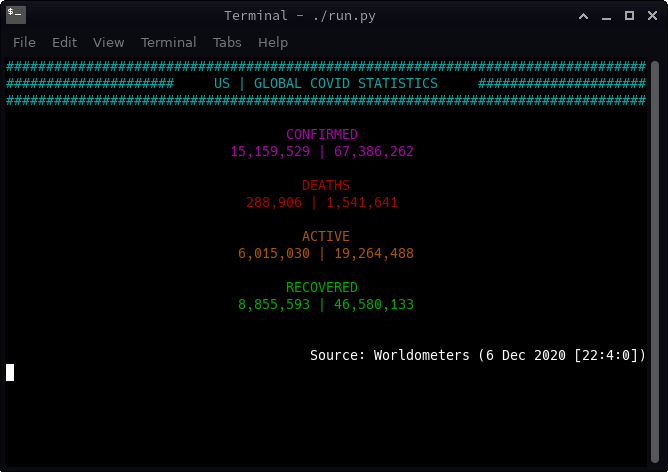 Terminal - ./run.py
File Edit View Terminal Tabs Help
################################################################################
##################### US | GLOBAL COVID STATISTICS #####################
################################################################################
CONFIRMED
15,159,529 | 67,386,262
DEATHS
288,906 | 1,541,641
ACTIVE
6,015,030 | 19,264,488
RECOVERED
8,855,593 | 46,580,133
Source: Worldometers (6 Dec 2020 [22:4:0])